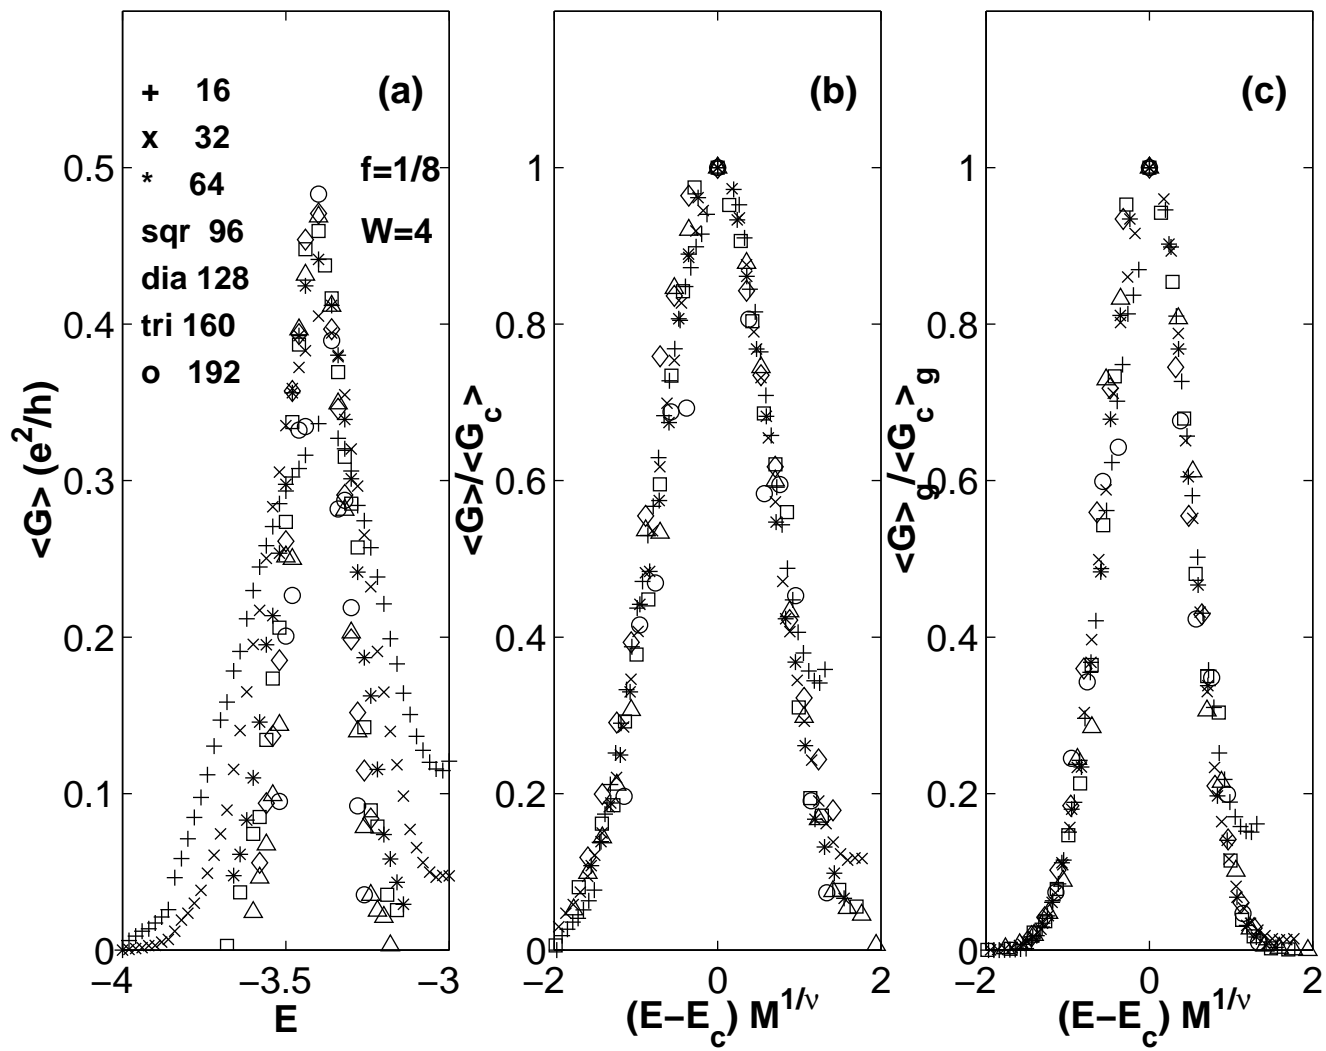 (a)
+ 16
x 32
* 64
sqr 96
dia 128
tri 160
o 192
f=1/8
W=4
0.5
0.4
0.3
0.2
0.1
0
−4
−3.5
−3
<G> (e²/h)
E
(b)
1
0.8
0.6
0.4
0.2
0
−2
0
2
<G>/<G_c>
(E−E_c) M^{1/ν}
(c)
1
0.8
0.6
0.4
0.2
0
−2
0
2
<G>_g/<G_c>_g
(E−E_c) M^{1/ν}